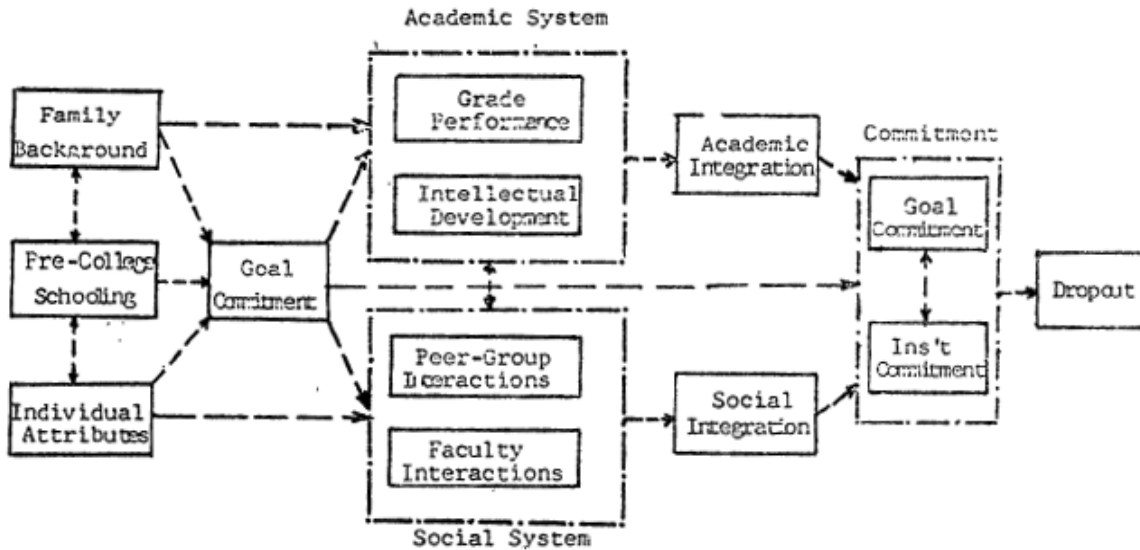 Academic System
Family
Background
Grade
Performance
Intellectual
Development
Academic
Integration
Commitment
Goal
Commitment
Pre-College
Schooling
Goal
Commitment
Dropout
Ins't
Commitment
Peer-Group
Interactions
Individual
Attributes
Social
Integration
Faculty
Interactions
Social System